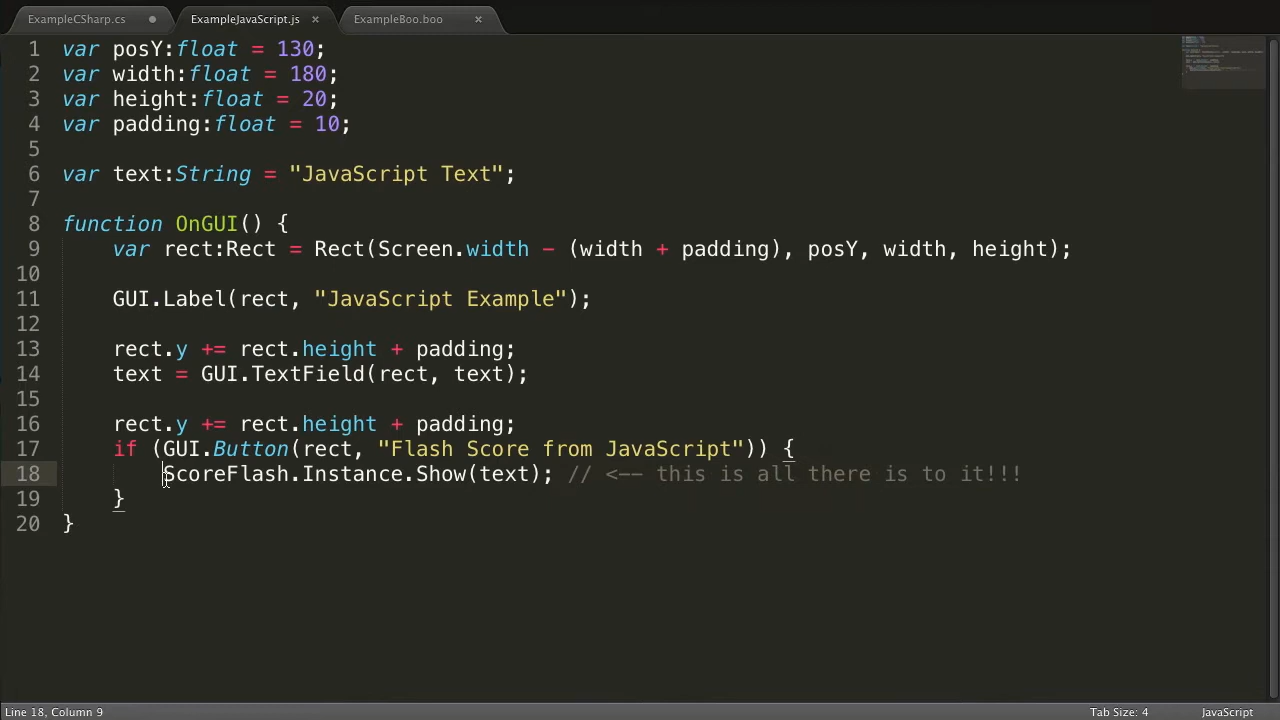 ExampleCSharp.cs ExampleJavaScript.js × ExampleBoo.boo ×
1 var posY:float = 130;
2 var width:float = 180;
3 var height:float = 20;
4 var padding:float = 10;
5
6 var text:String = "JavaScript Text";
7
8 function OnGUI() {
9 var rect:Rect = Rect(Screen.width - (width + padding), posY, width, height);
10
11 GUI.Label(rect, "JavaScript Example");
12
13 rect.y += rect.height + padding;
14 text = GUI.TextField(rect, text);
15
16 rect.y += rect.height + padding;
17 if (GUI.Button(rect, "Flash Score from JavaScript")) {
18 ScoreFlash.Instance.Show(text); // <-- this is all there is to it!!!
19 }
20 }
Line 18, Column 9 Tab Size: 4 JavaScript